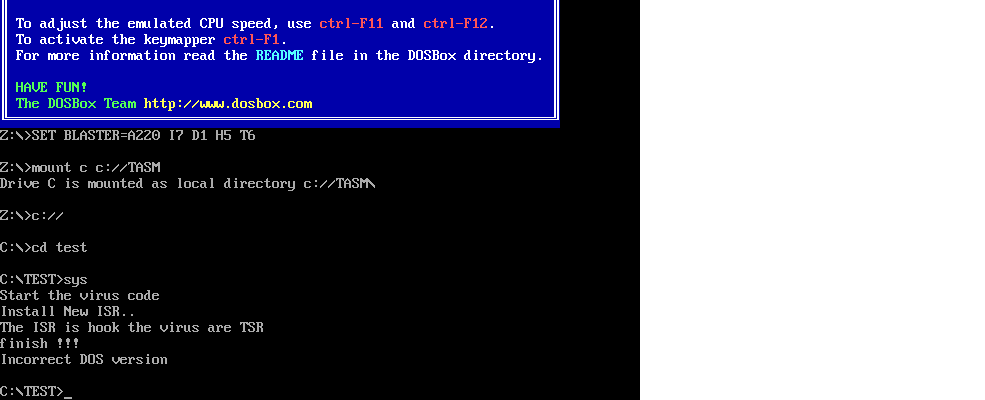 To adjust the emulated CPU speed, use ctrl-F11 and ctrl-F12.
To activate the keymapper ctrl-F1.
For more information read the README file in the DOSBox directory.
HAVE FUN!
The DOSBox Team http://www.dosbox.com
Z:\>SET BLASTER=A220 I7 D1 H5 T6
Z:\>mount c c://TASM
Drive C is mounted as local directory c://TASM\
Z:\>c://
C:\>cd test
C:\TEST>sys
Start the virus code
Install New ISR..
The ISR is hook the virus are TSR
finish !!!
Incorrect DOS version
C:\TEST>_